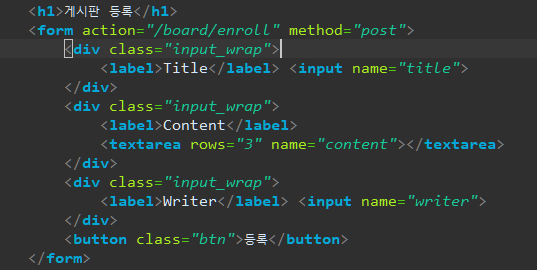 <h1>게시판 등록</h1>
<form action="/board/enroll" method="post">
<div class="input_wrap">
<label>Title</label> <input name="title">
</div>
<div class="input_wrap">
<label>Content</label>
<textarea rows="3" name="content"></textarea>
</div>
<div class="input_wrap">
<label>Writer</label> <input name="writer">
</div>
<button class="btn">등록</button>
</form>